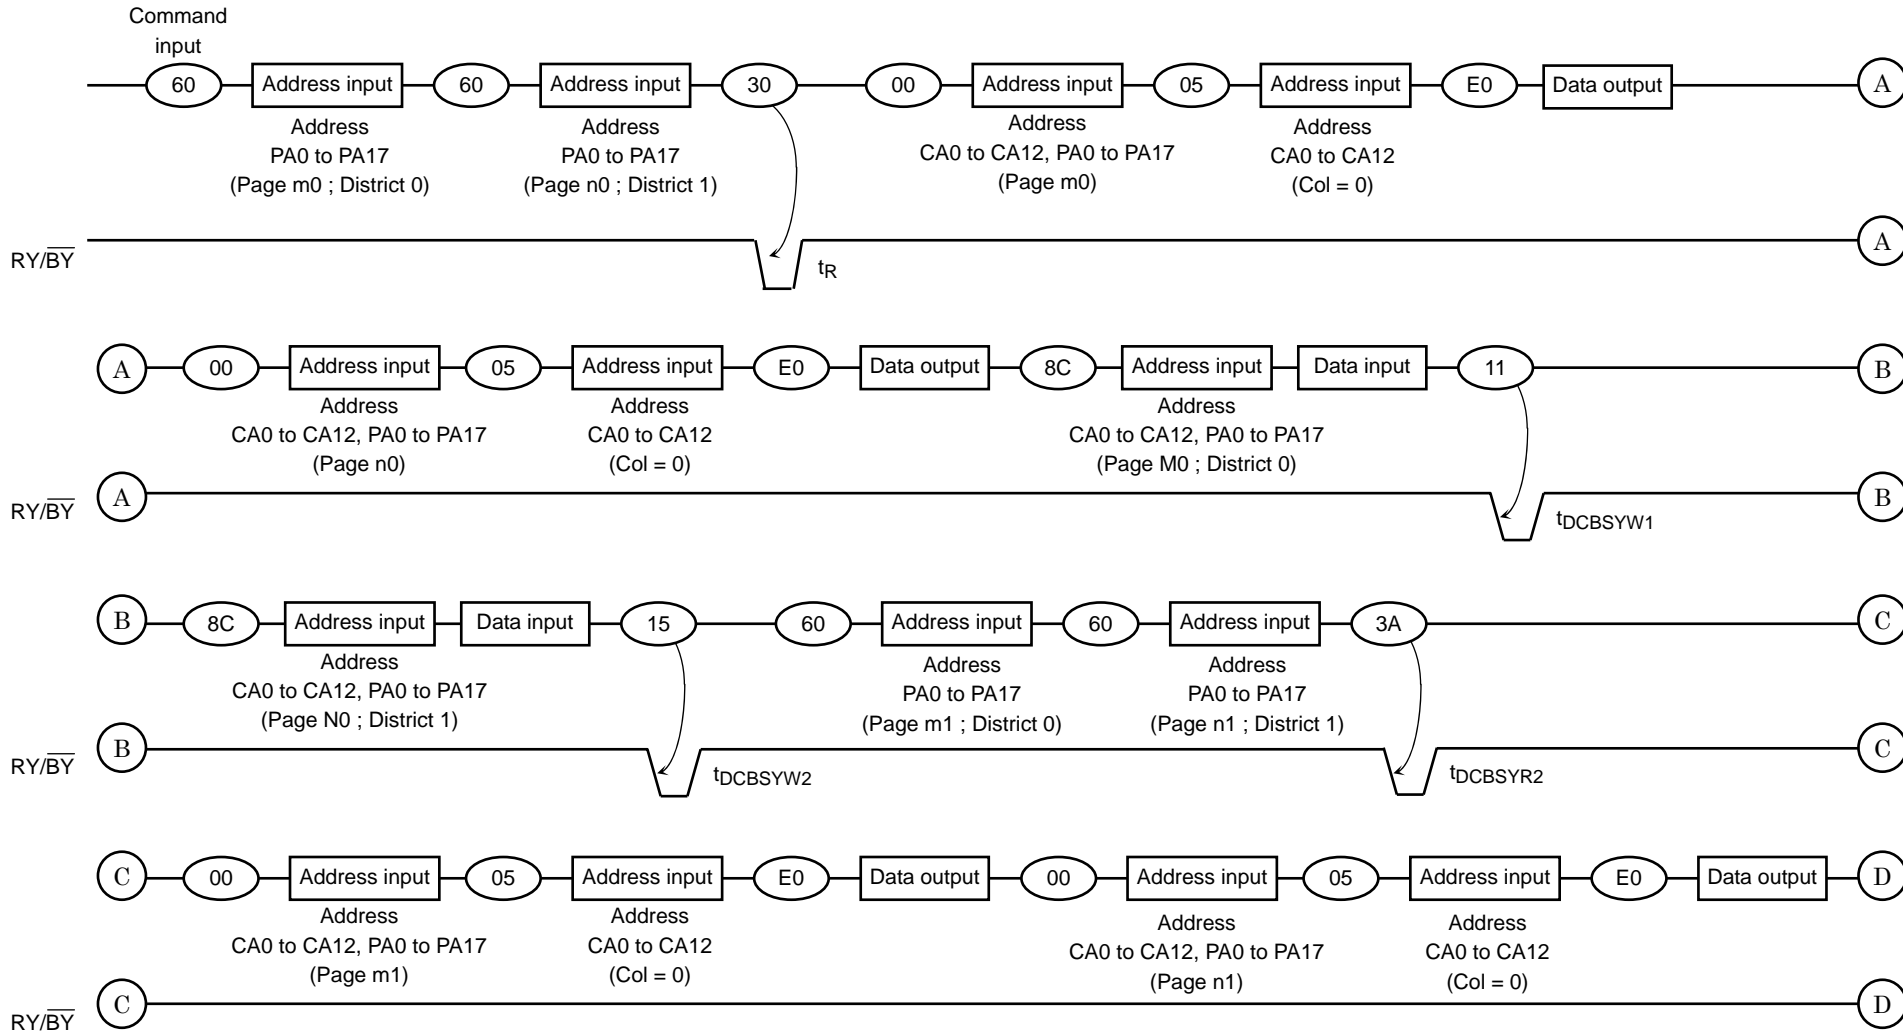 Command
input
60 Address input 60 Address input 30 00 Address input 05 Address input E0 Data output A
Address
PA0 to PA17
(Page m0 ; District 0)
Address
PA0 to PA17
(Page n0 ; District 1)
Address
CA0 to CA12, PA0 to PA17
(Page m0)
Address
CA0 to CA12
(Col = 0)
RY/BY tR A
A 00 Address input 05 Address input E0 Data output 8C Address input Data input 11 B
Address
CA0 to CA12, PA0 to PA17
(Page n0)
Address
CA0 to CA12
(Col = 0)
Address
CA0 to CA12, PA0 to PA17
(Page M0 ; District 0)
RY/BY A tDCBSYW1 B
B 8C Address input Data input 15 60 Address input 60 Address input 3A C
Address
CA0 to CA12, PA0 to PA17
(Page N0 ; District 1)
Address
PA0 to PA17
(Page m1 ; District 0)
Address
PA0 to PA17
(Page n1 ; District 1)
RY/BY B tDCBSYW2 tDCBSYR2 C
C 00 Address input 05 Address input E0 Data output 00 Address input 05 Address input E0 Data output D
Address
CA0 to CA12, PA0 to PA17
(Page m1)
Address
CA0 to CA12
(Col = 0)
Address
CA0 to CA12, PA0 to PA17
(Page n1)
Address
CA0 to CA12
(Col = 0)
RY/BY C D